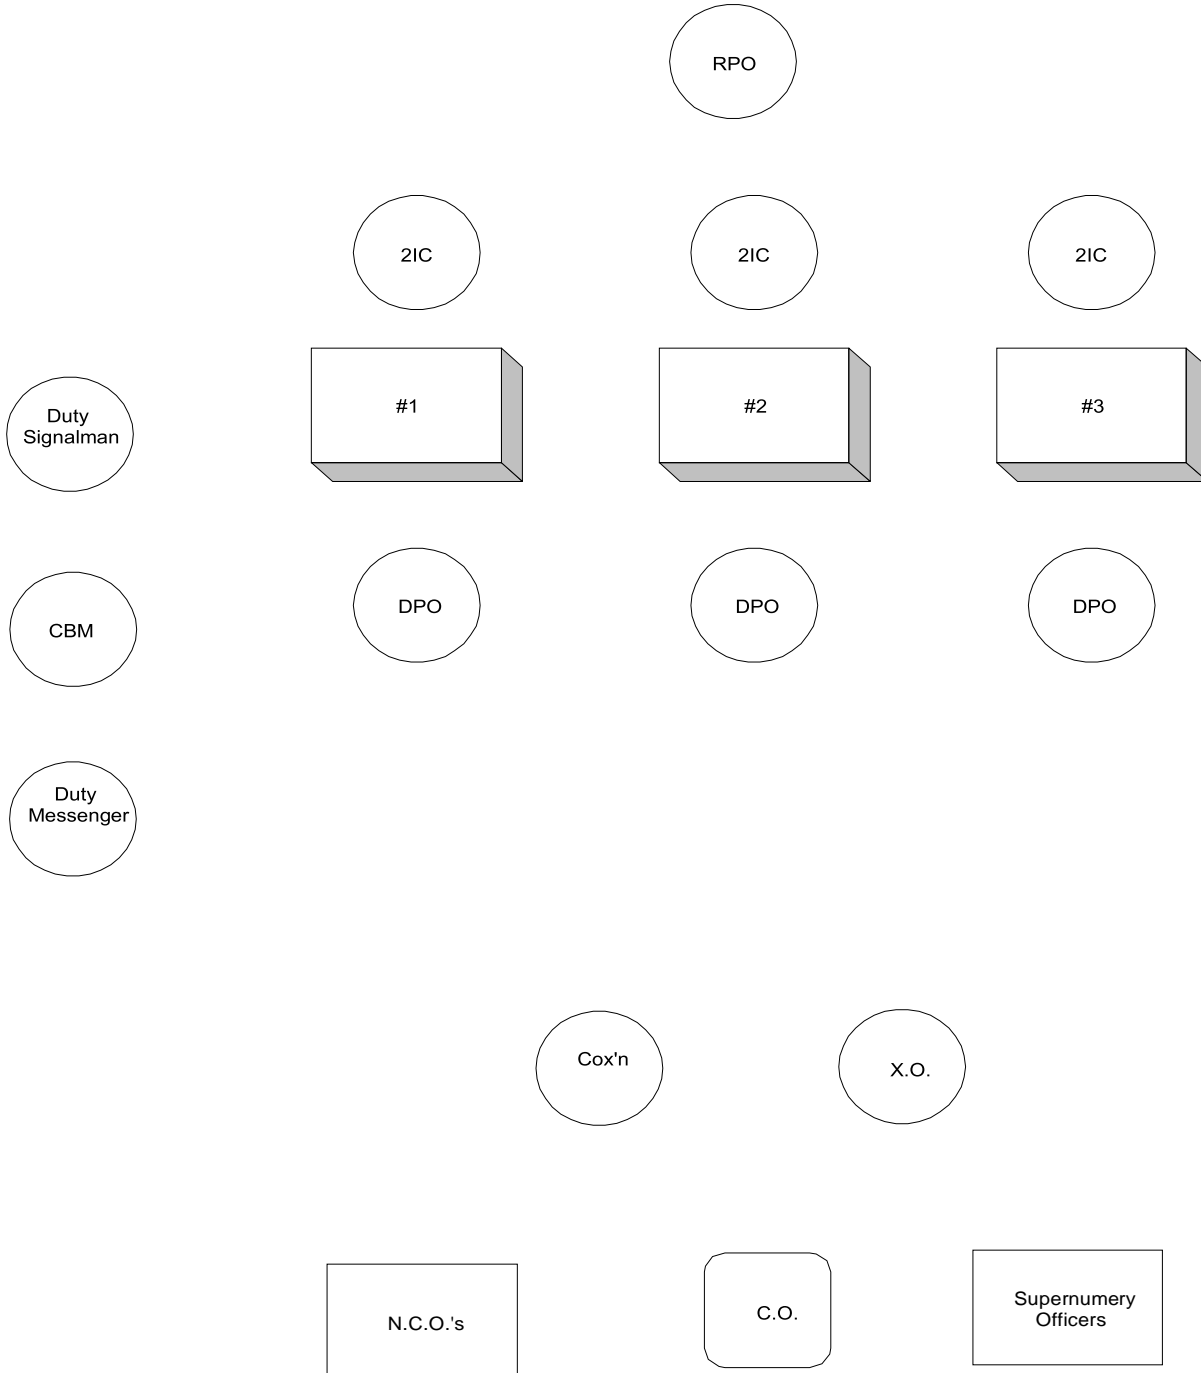 RPO
2IC
2IC
2IC
#1
#2
#3
Duty
Signalman
DPO
DPO
DPO
CBM
Duty
Messenger
Cox'n
X.O.
N.C.O.'s
C.O.
Supernumery
Officers